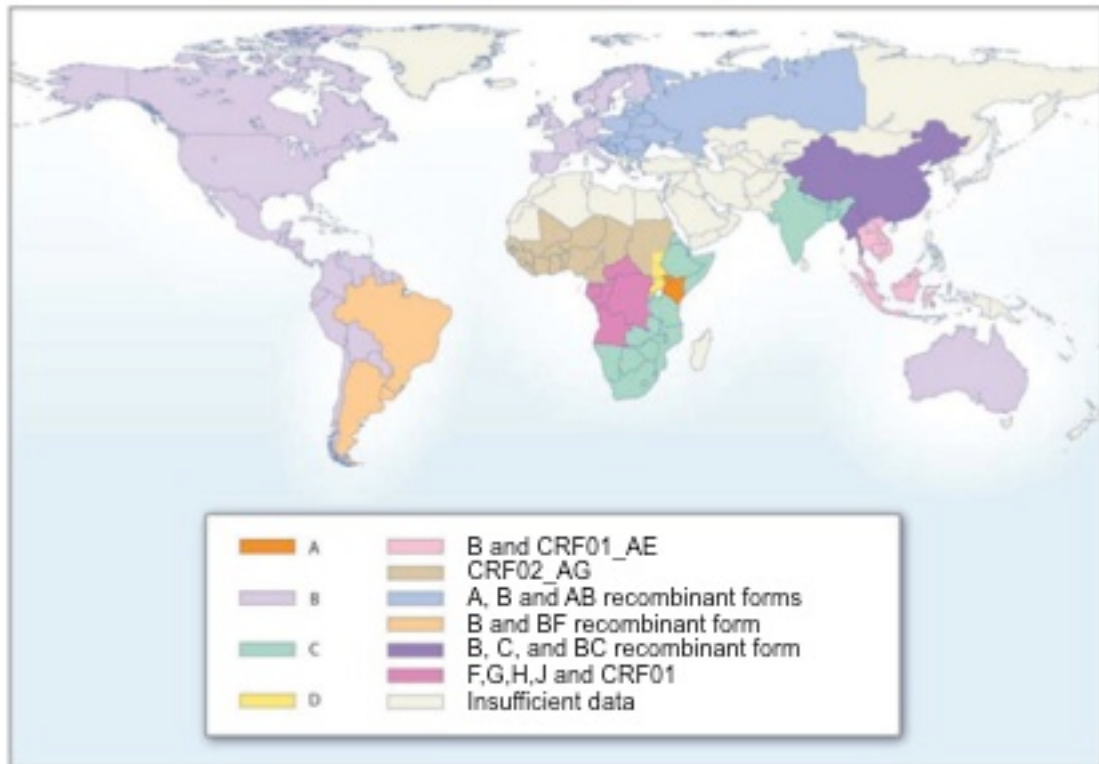 A
B and CRF01_AE
CRF02_AG
B
A, B and AB recombinant forms
B and BF recombinant form
C
B, C, and BC recombinant form
F,G,H,J and CRF01
D
Insufficient data